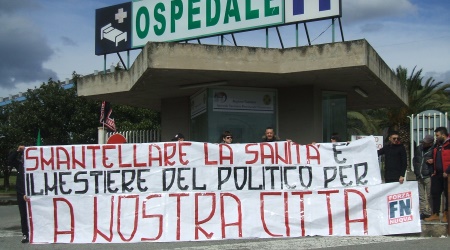 OSPEDALE
SMANTELLARE LA SANITÀ È
IL MESTIERE DEL POLITICO PER
LA NOSTRA CITTÀ
FORZA
FN
NUOVA